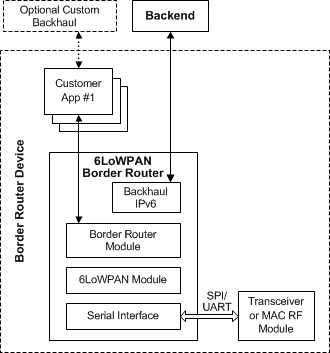 Optional Custom
Backhaul
Backend
Customer
App #1
Border Router Device
6LoWPAN
Border Router
Backhaul
IPv6
Border Router
Module
6LoWPAN Module
Serial Interface
SPI/
UART
Transceiver
or MAC RF
Module